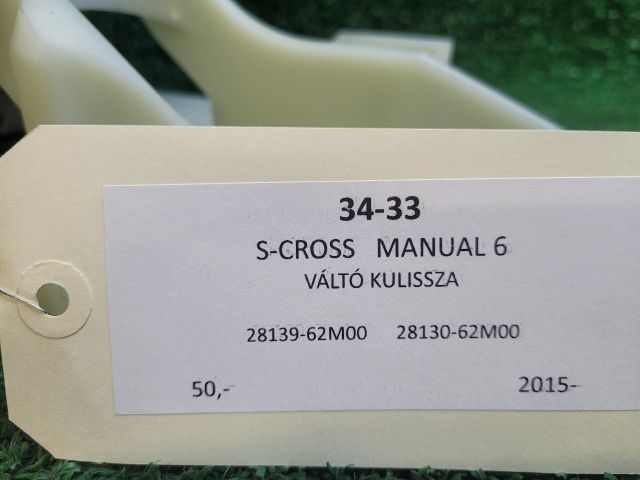 34-33
S-CROSS MANUAL 6
VÁLTÓ KULISSZA
28139-62M00 28130-62M00
50,- 2015-